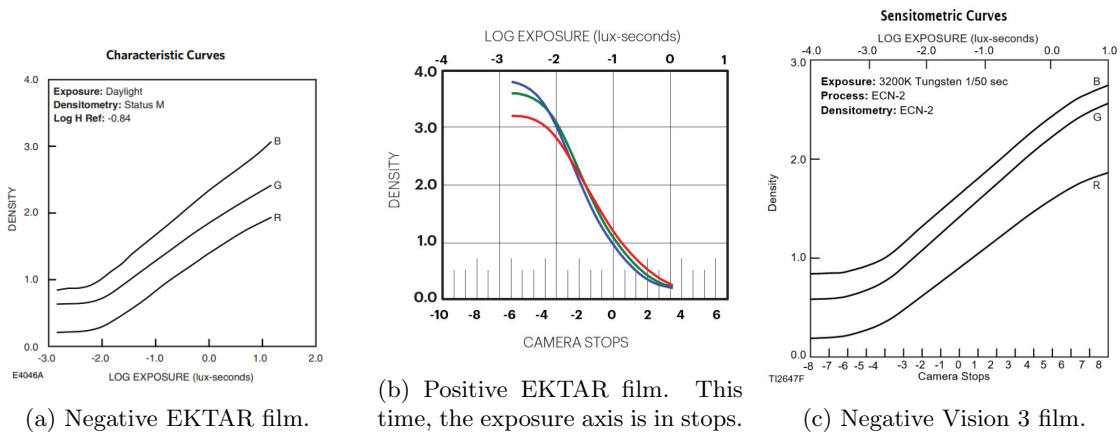 Characteristic Curves
4.0
3.0
2.0
1.0
0.0
DENSITY
Exposure: Daylight
Densitometry: Status M
Log H Ref: -0.84
B
G
R
-3.0 -2.0 -1.0 0.0 1.0 2.0
E4046A
LOG EXPOSURE (lux-seconds)
(a) Negative EKTAR film.
LOG EXPOSURE (lux-seconds)
-4 -3 -2 -1 0 1
4.0
3.0
2.0
1.0
0.0
DENSITY
-10 -8 -6 -4 -2 0 2 4 6
CAMERA STOPS
(b) Positive EKTAR film. This
time, the exposure axis is in stops.
Sensitometric Curves
LOG EXPOSURE (lux-seconds)
-4.0 -3.0 -2.0 -1.0 0.0 1.0
3.0
2.0
1.0
0.0
Density
Exposure: 3200K Tungsten 1/50 sec
Process: ECN-2
Densitometry: ECN-2
B
G
R
-8 -7 -6 -5 -4 -3 -2 -1 0 1 2 3 4 5 6 7 8
TI2647F
Camera Stops
(c) Negative Vision 3 film.